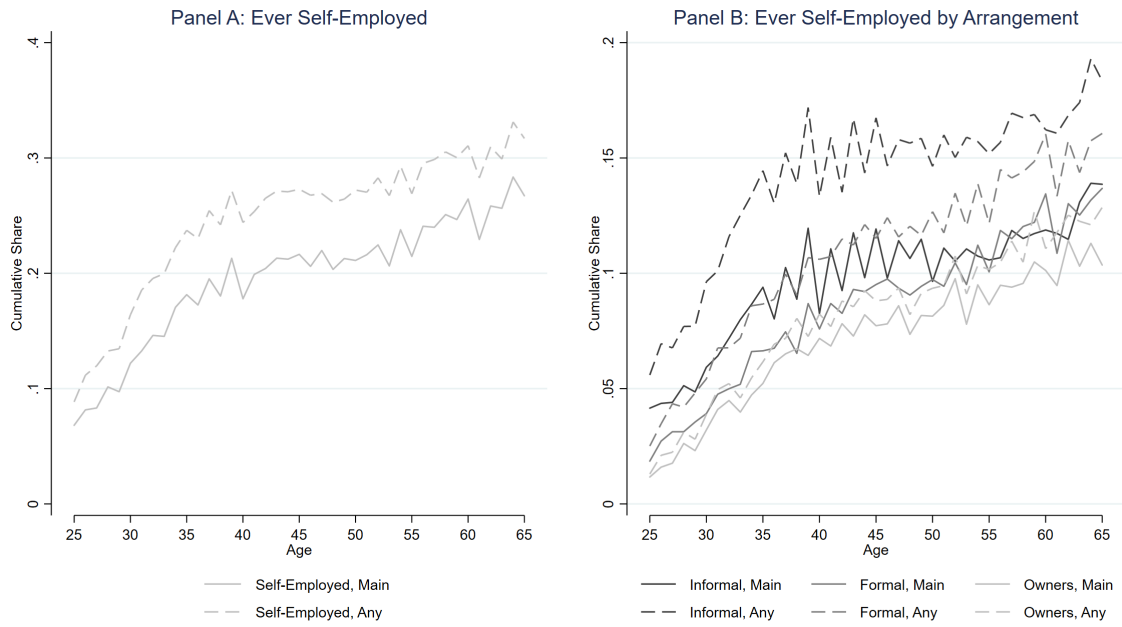 Panel A: Ever Self-Employed
Cumulative Share
.4
.3
.2
.1
0
25 30 35 40 45 50 55 60 65
Age
Self-Employed, Main
Self-Employed, Any
Panel B: Ever Self-Employed by Arrangement
Cumulative Share
.2
.15
.1
.05
0
25 30 35 40 45 50 55 60 65
Age
Informal, Main Formal, Main Owners, Main
Informal, Any Formal, Any Owners, Any